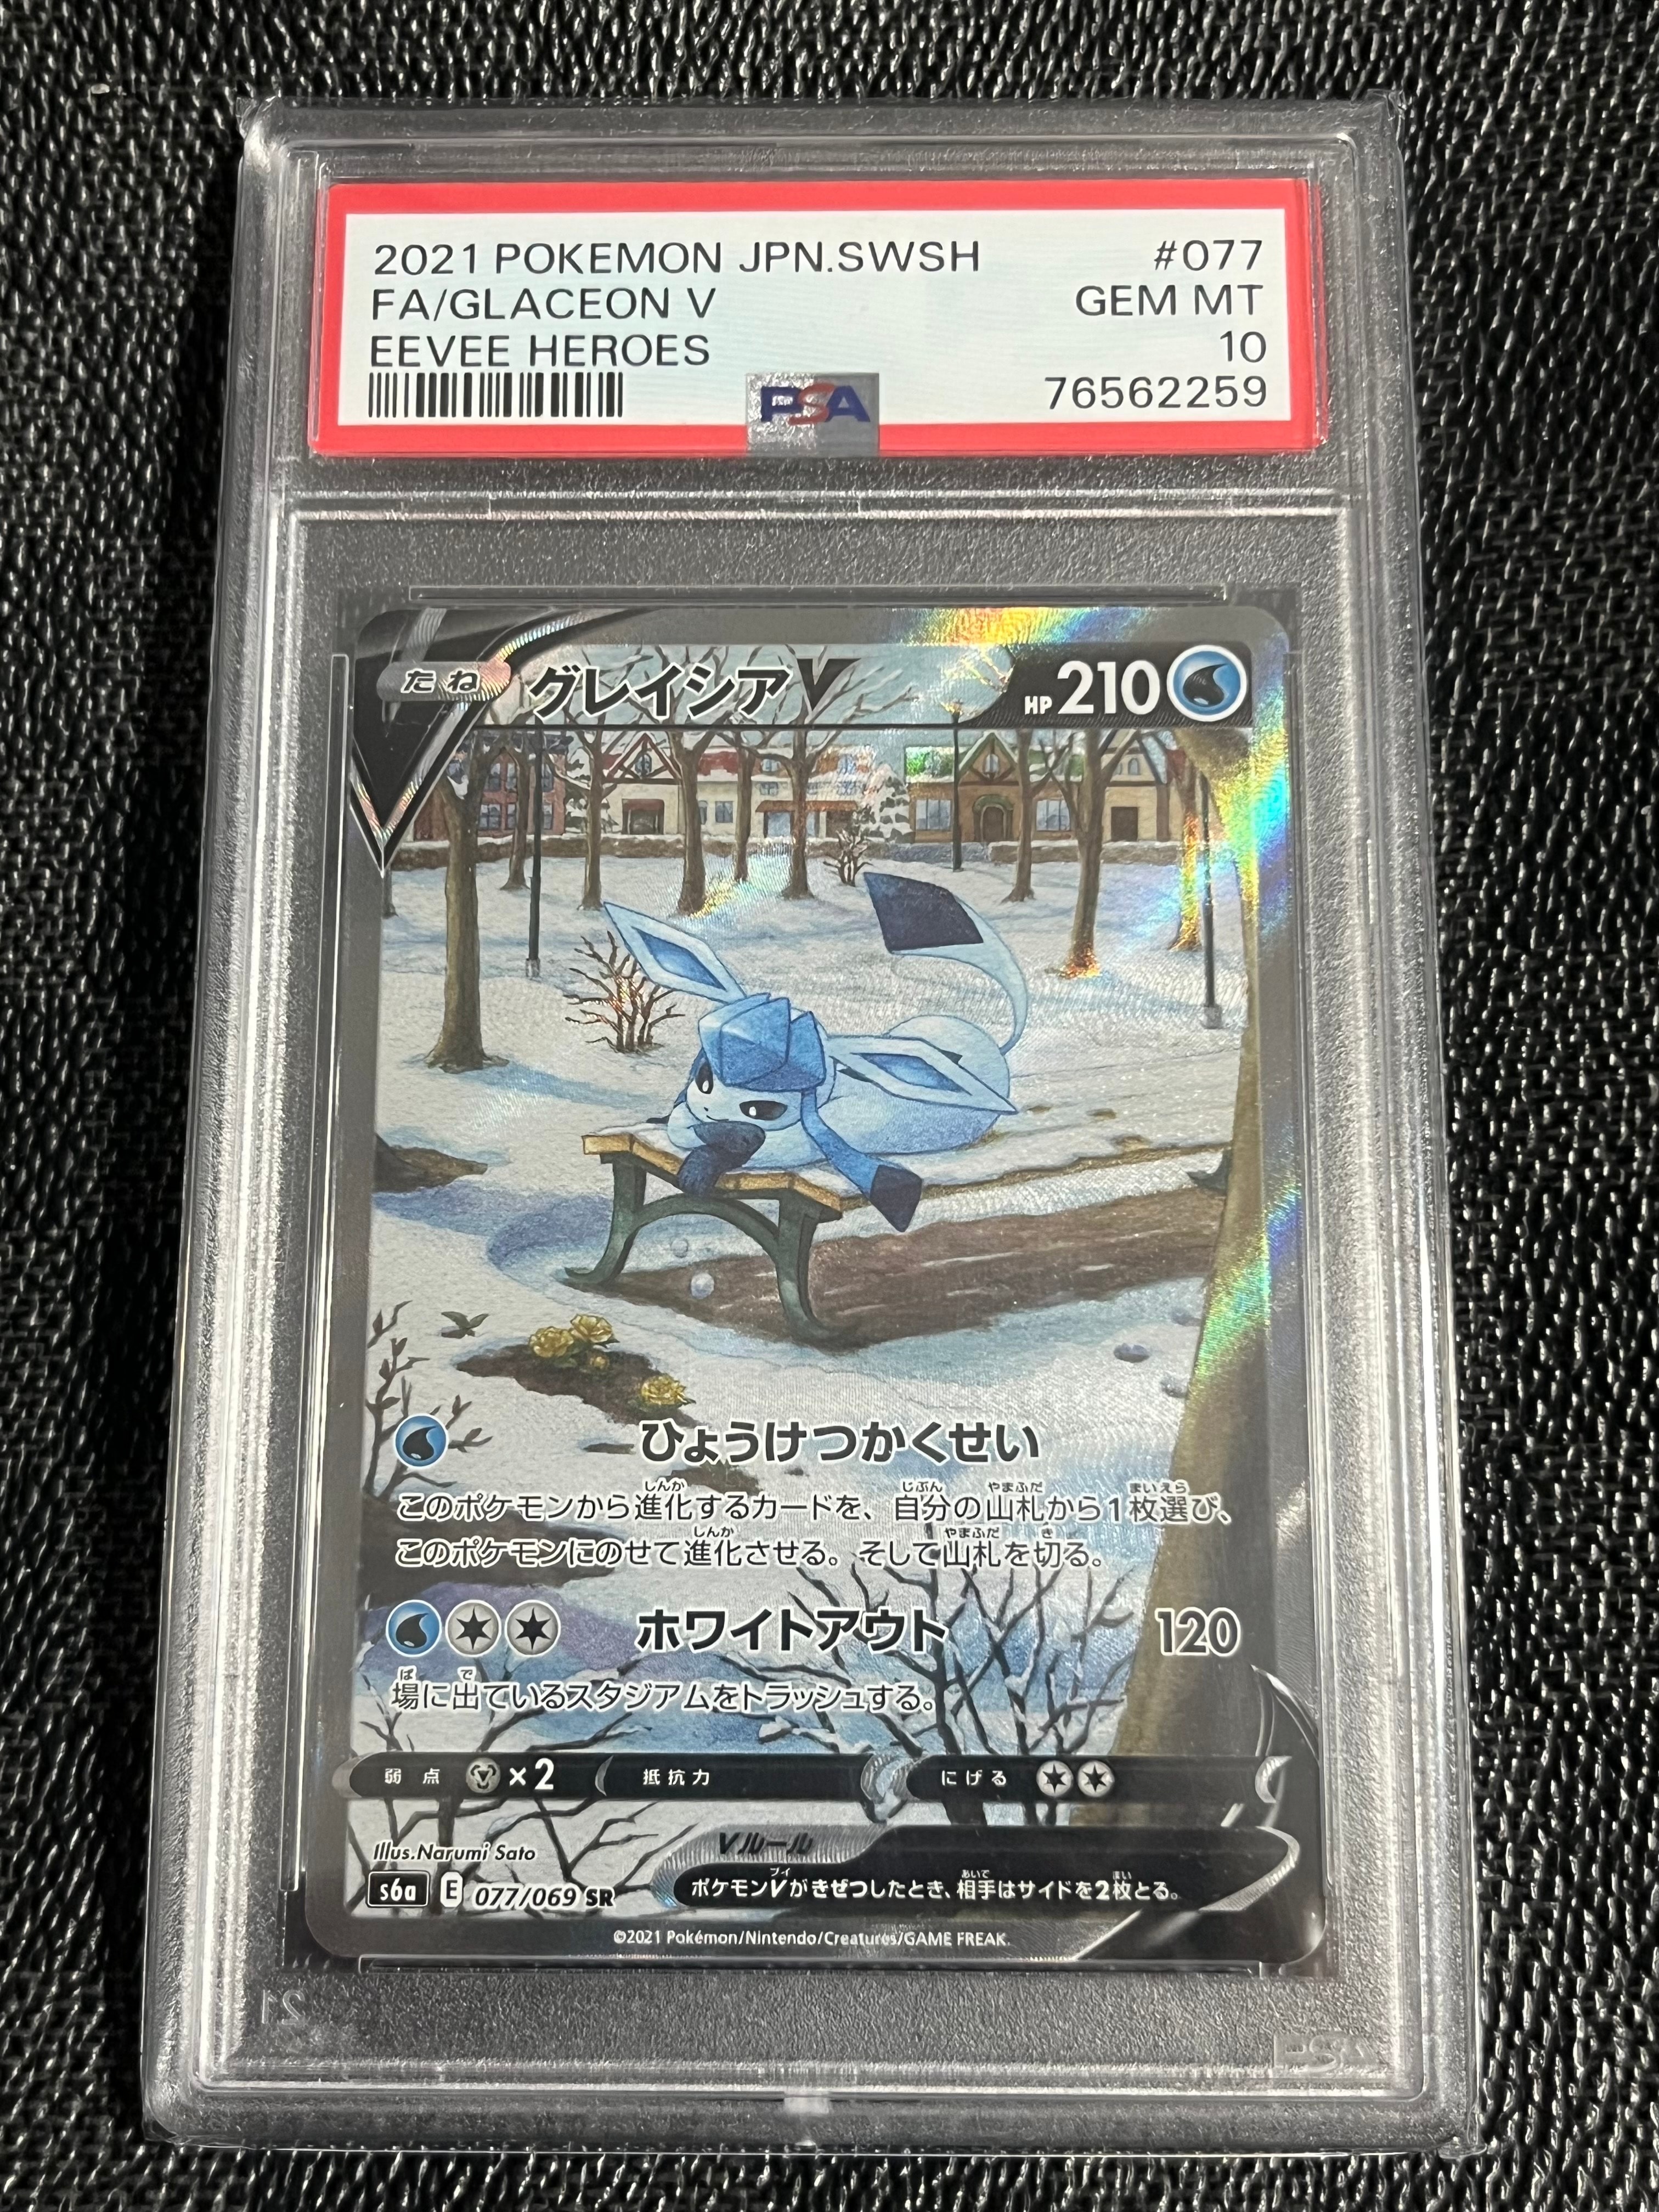 2021 POKEMON JPN.SWSH #077
FA/GLACEON V GEM MT
EEVEE HEROES 10
PSA 76562259
たね グレイシアV HP210
ひょうけつかくせい
このポケモンから進化するカードを、自分の山札から1枚選び、
このポケモンにのせて進化させる。そして山札を切る。
ホワイトアウト 120
場に出ているスタジアムをトラッシュする。
弱点 ×2 抵抗力 にげる
Illus.Narumi Sato
Vルール
s6a E 077/069 SR
ポケモンVがきぜつしたとき、相手はサイドを2枚とる。
©2021 Pokémon/Nintendo/Creatures/GAME FREAK.